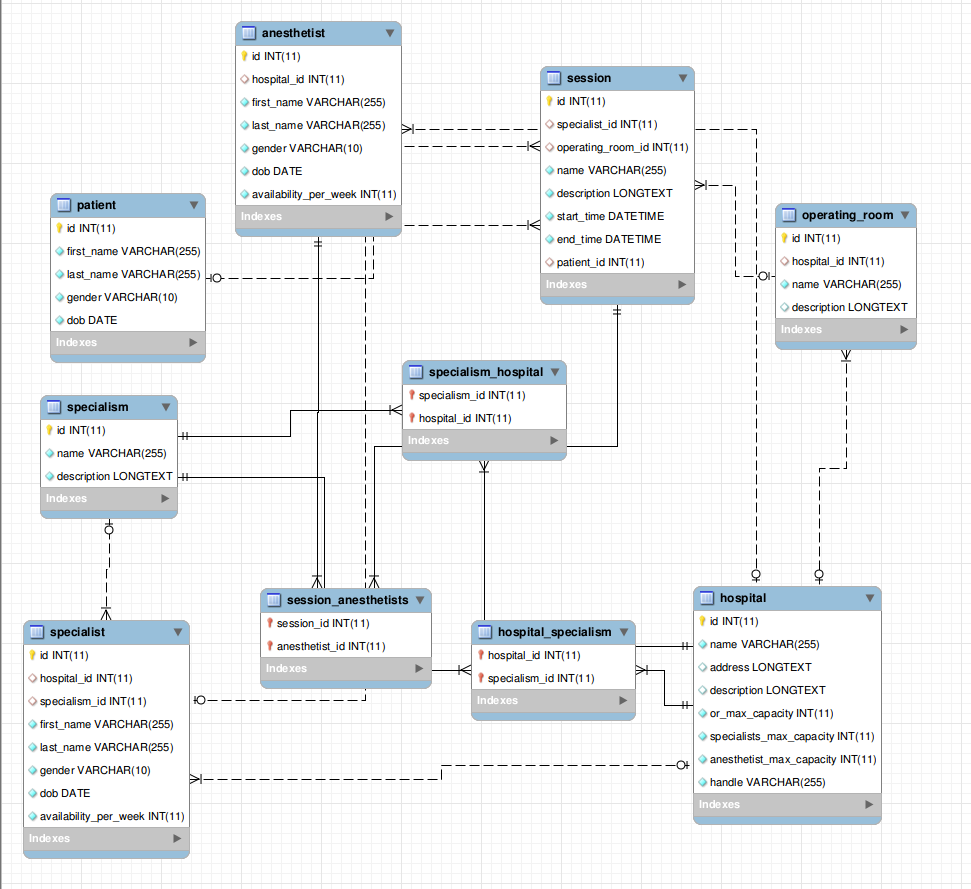 anesthetist
id INT(11)
hospital_id INT(11)
first_name VARCHAR(255)
last_name VARCHAR(255)
gender VARCHAR(10)
dob DATE
availability_per_week INT(11)
Indexes
session
id INT(11)
specialist_id INT(11)
operating_room_id INT(11)
name VARCHAR(255)
description LONGTEXT
start_time DATETIME
end_time DATETIME
patient_id INT(11)
Indexes
patient
id INT(11)
first_name VARCHAR(255)
last_name VARCHAR(255)
gender VARCHAR(10)
dob DATE
Indexes
operating_room
id INT(11)
hospital_id INT(11)
name VARCHAR(255)
description LONGTEXT
Indexes
specialism_hospital
specialism_id INT(11)
hospital_id INT(11)
Indexes
specialism
id INT(11)
name VARCHAR(255)
description LONGTEXT
Indexes
session_anesthetists
session_id INT(11)
anesthetist_id INT(11)
Indexes
hospital_specialism
hospital_id INT(11)
specialism_id INT(11)
Indexes
hospital
id INT(11)
name VARCHAR(255)
address LONGTEXT
description LONGTEXT
or_max_capacity INT(11)
specialists_max_capacity INT(11)
anesthetist_max_capacity INT(11)
handle VARCHAR(255)
Indexes
specialist
id INT(11)
hospital_id INT(11)
specialism_id INT(11)
first_name VARCHAR(255)
last_name VARCHAR(255)
gender VARCHAR(10)
dob DATE
availability_per_week INT(11)
Indexes